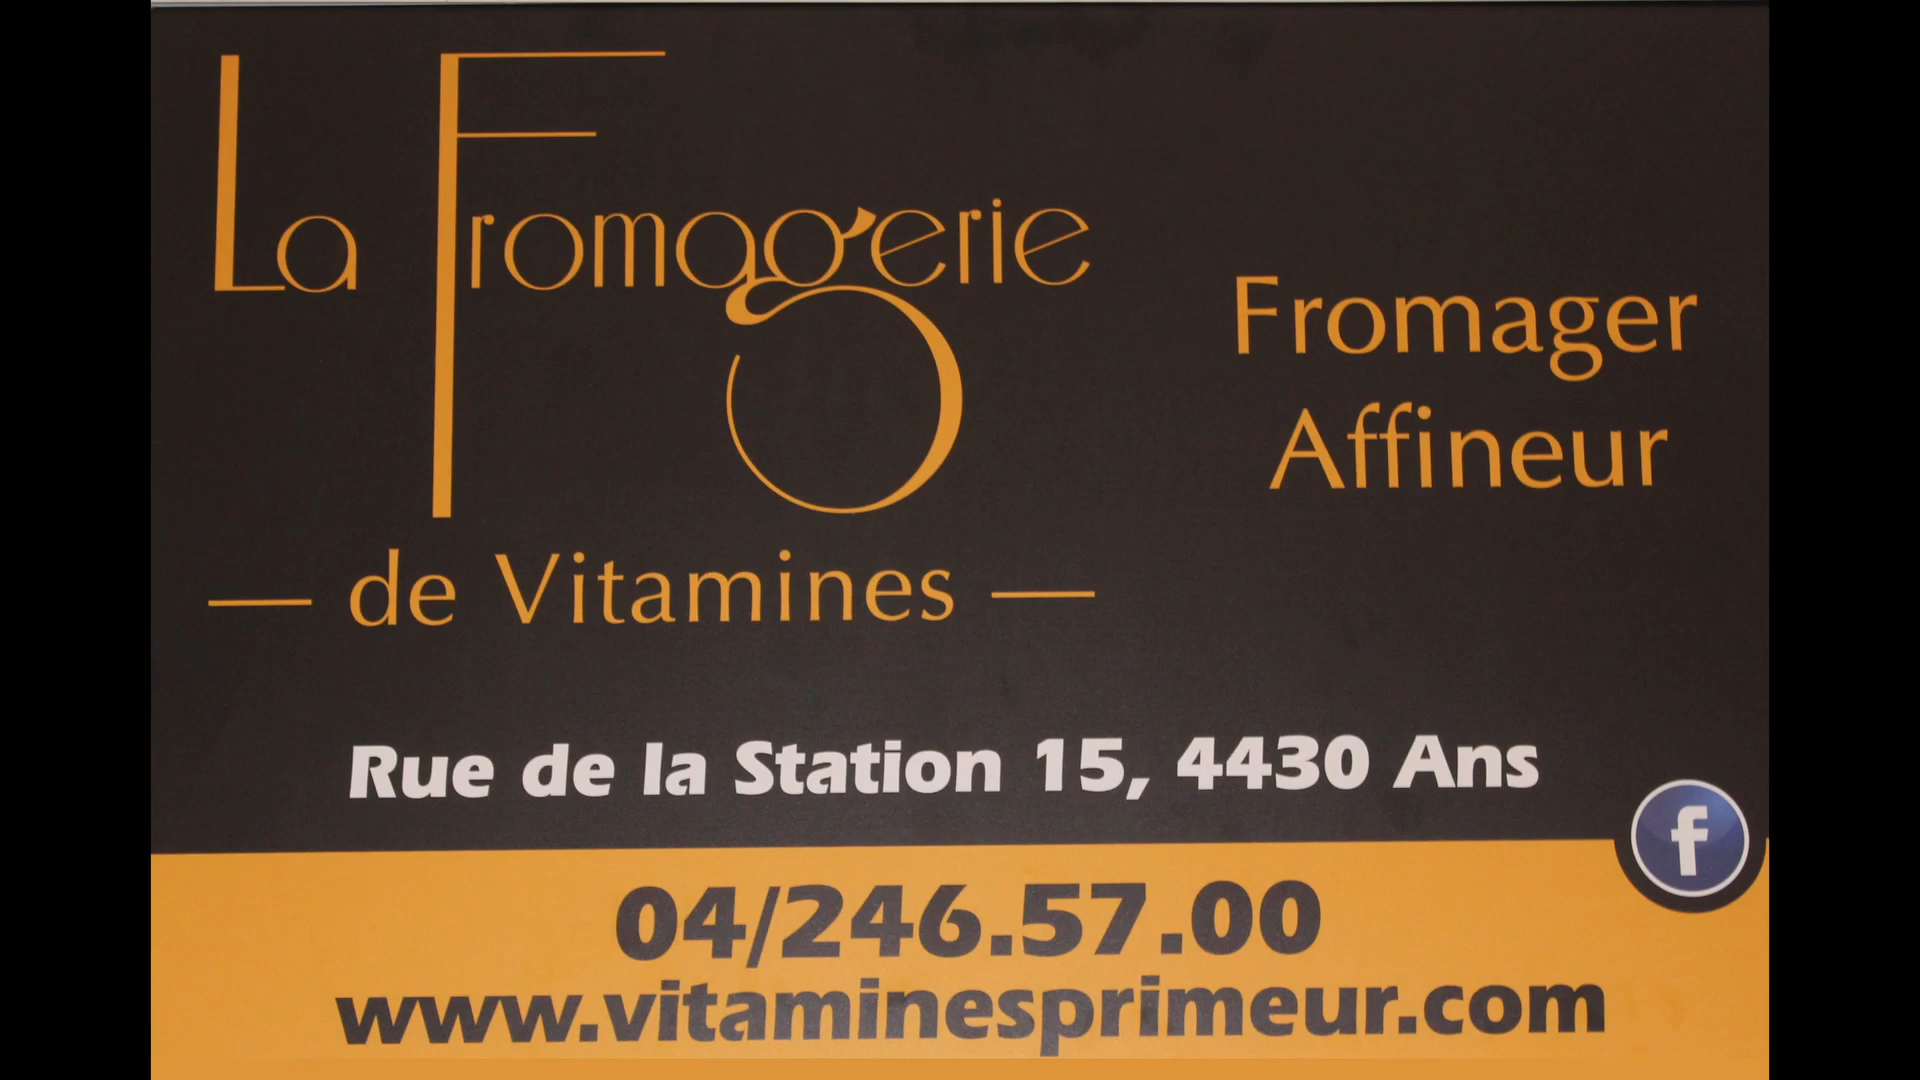 La Fromagerie
de Vitamines
Fromager
Affineur
Rue de la Station 15, 4430 Ans
f
04/246.57.00
www.vitaminesprimeur.com